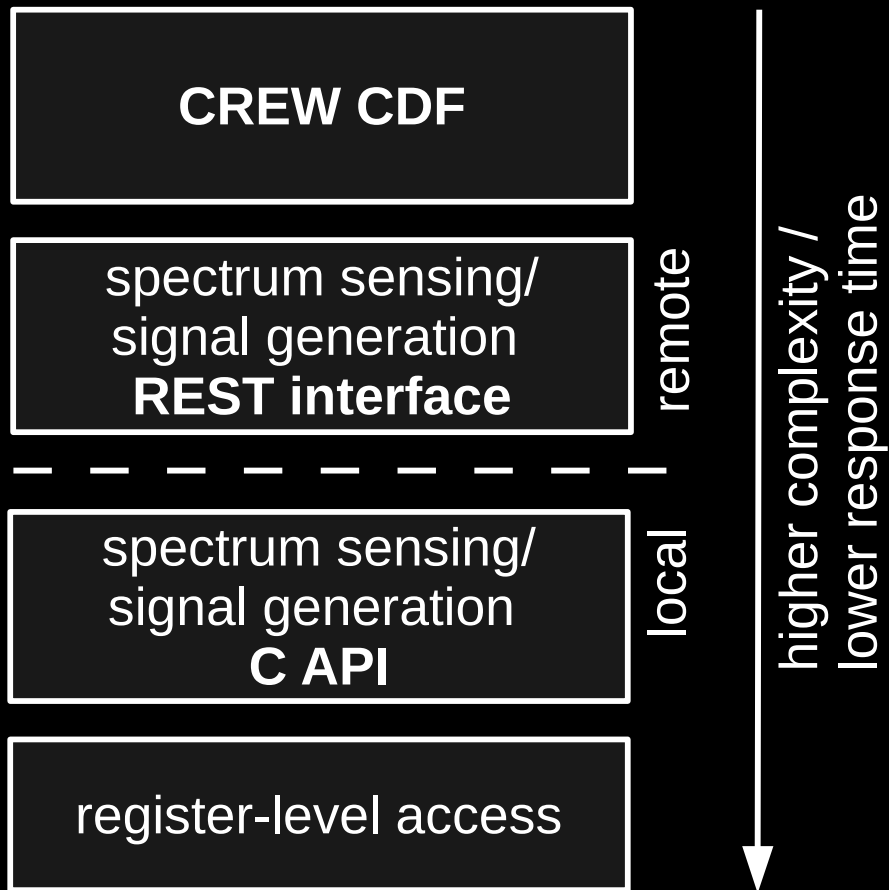 CREW CDF
spectrum sensing/
signal generation
REST interface
remote
spectrum sensing/
signal generation
C API
local
register-level access
higher complexity /
lower response time